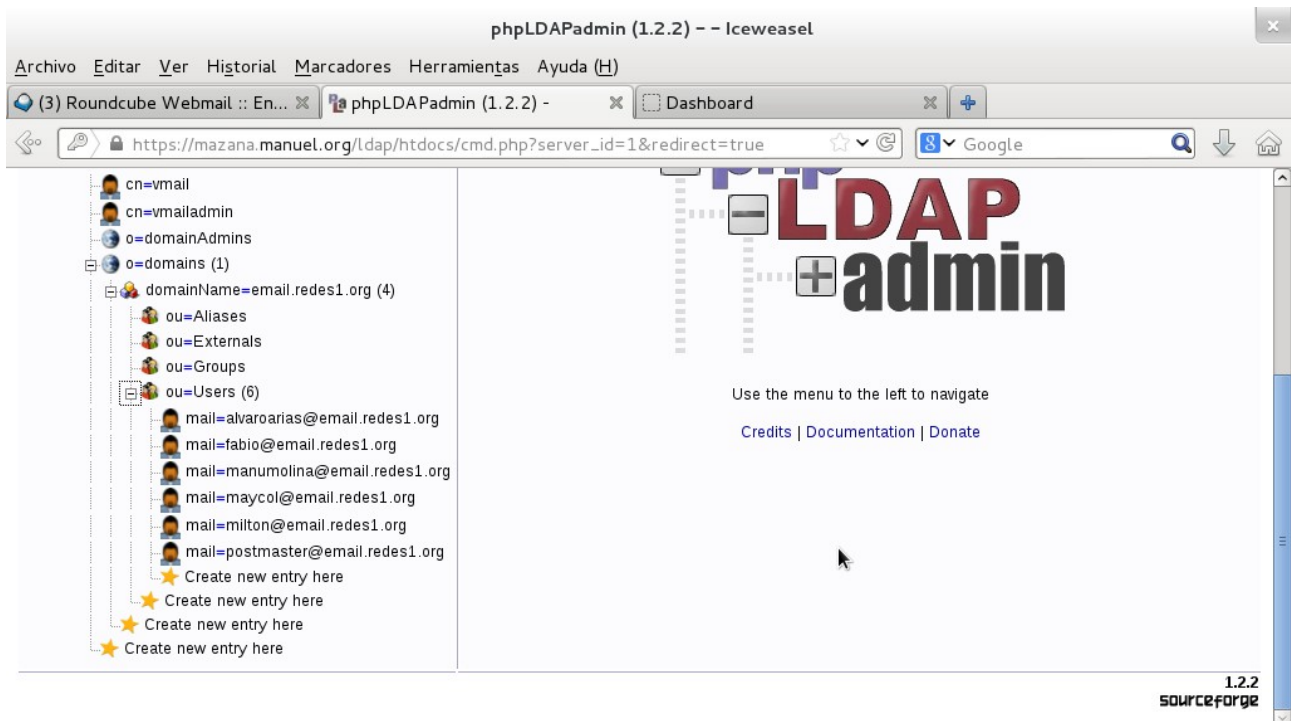 phpLDAPadmin (1.2.2) - - Iceweasel
Archivo Editar Ver Historial Marcadores Herramientas Ayuda (H)
(3) Roundcube Webmail :: En... phpLDAPadmin (1.2.2) - Dashboard
https://mazana.manuel.org/ldap/htdocs/cmd.php?server_id=1&redirect=true Google
cn=vmail
cn=vmailadmin
o=domainAdmins
o=domains (1)
domainName=email.redes1.org (4)
ou=Aliases
ou=Externals
ou=Groups
ou=Users (6)
mail=alvaroarias@email.redes1.org
mail=fabio@email.redes1.org
mail=manumolina@email.redes1.org
mail=maycol@email.redes1.org
mail=milton@email.redes1.org
mail=postmaster@email.redes1.org
Create new entry here
Create new entry here
Create new entry here
Create new entry here
php
LDAP
admin
Use the menu to the left to navigate
Credits | Documentation | Donate
1.2.2
sourceforge